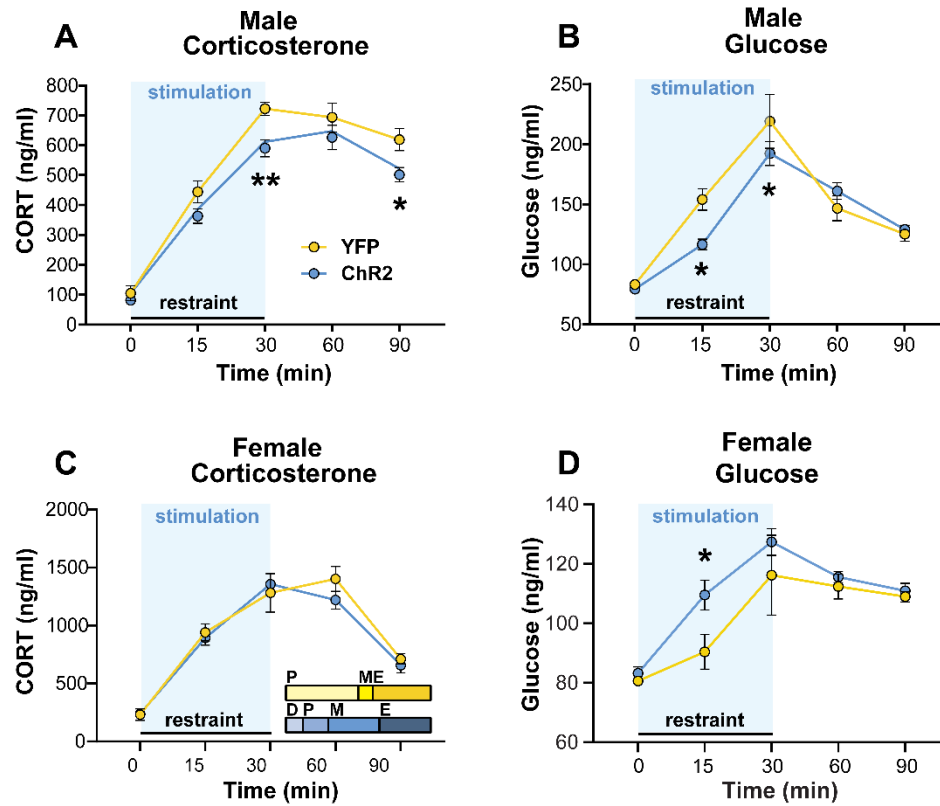 A
Male
Corticosterone
CORT (ng/ml)
800
700
600
500
400
300
200
100
0
stimulation
**
*
YFP
ChR2
restraint
0 15 30 60 90
Time (min)
B
Male
Glucose
Glucose (ng/ml)
250
200
150
100
50
stimulation
*
*
restraint
0 15 30 60 90
Time (min)
C
Female
Corticosterone
CORT (ng/ml)
2000
1500
1000
500
0
stimulation
P ME
D P M E
restraint
0 15 30 60 90
Time (min)
D
Female
Glucose
Glucose (ng/ml)
140
120
100
80
60
stimulation
*
restraint
0 15 30 60 90
Time (min)